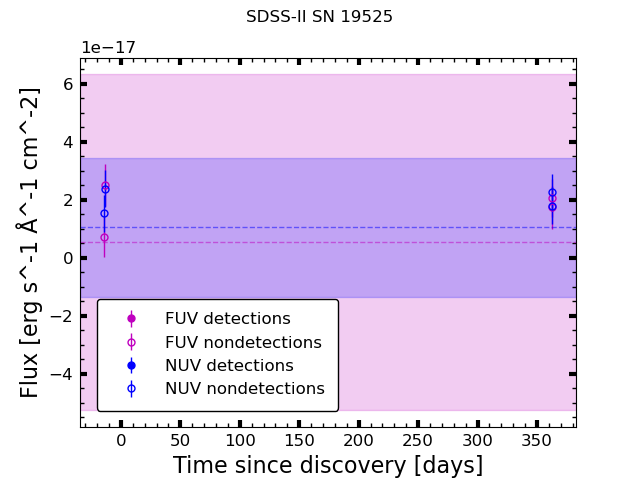 SDSS-II SN 19525
1e−17
6
4
2
0
−2
−4
Flux [erg s^-1 Å^-1 cm^-2]
FUV detections
FUV nondetections
NUV detections
NUV nondetections
0 50 100 150 200 250 300 350
Time since discovery [days]